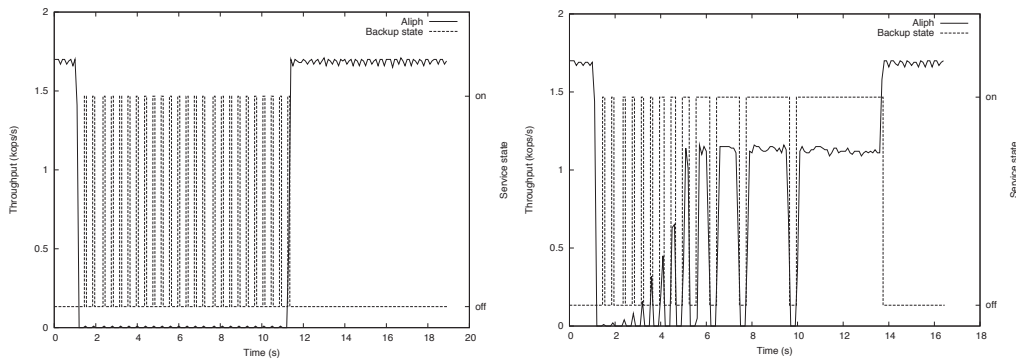 2
1.5
1
0.5
0
Throughput (kops/s)
0 2 4 6 8 10 12 14 16 18 20
Time (s)
Aliph
Backup state
on
off
Service state
2
1.5
1
0.5
0
Throughput (kops/s)
0 2 4 6 8 10 12 14 16 18
Time (s)
Aliph
Backup state
on
off
Service state